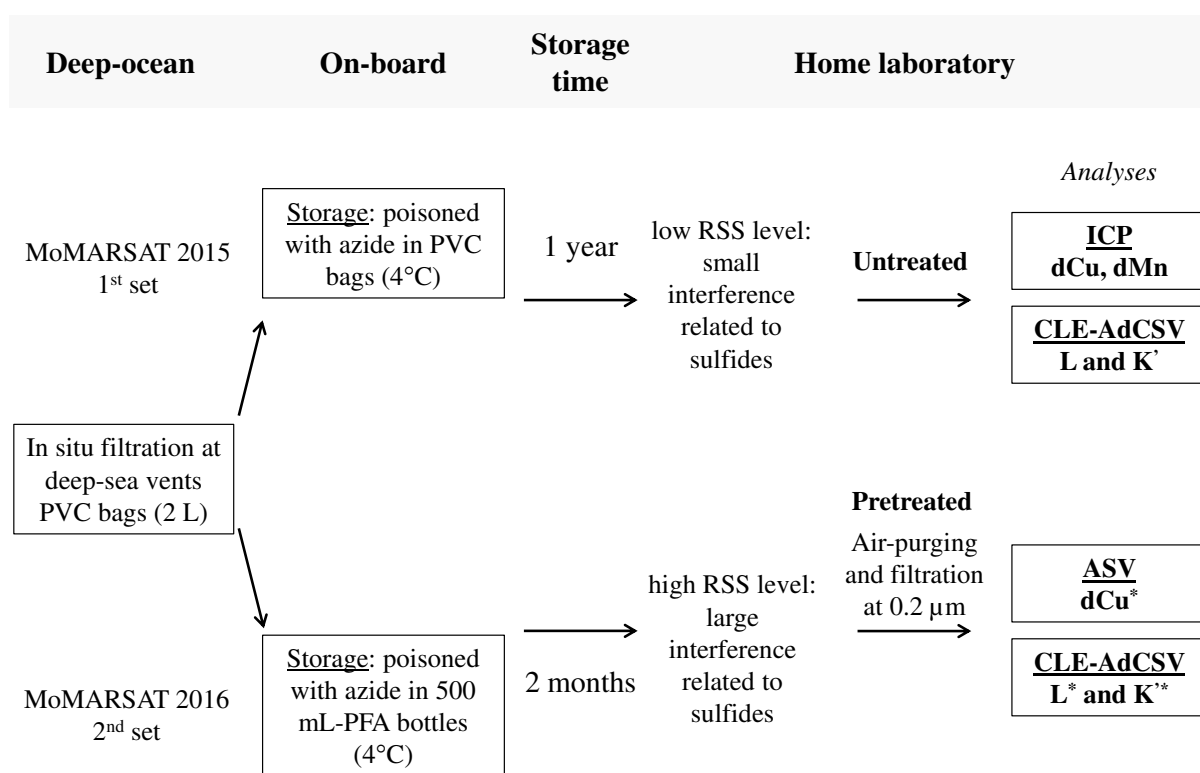 Deep-ocean
On-board
Storage
time
Home laboratory
Analyses
MoMARSAT 2015
1st set
Storage: poisoned
with azide in PVC
bags (4°C)
1 year
low RSS level:
small
interference
related to
sulfides
Untreated
ICP
dCu, dMn
CLE-AdCSV
L and K’
In situ filtration at
deep-sea vents
PVC bags (2 L)
MoMARSAT 2016
2nd set
Storage: poisoned
with azide in 500
mL-PFA bottles
(4°C)
2 months
high RSS level:
large
interference
related to
sulfides
Pretreated
Air-purging
and filtration
at 0.2 µm
ASV
dCu*
CLE-AdCSV
L* and K’*